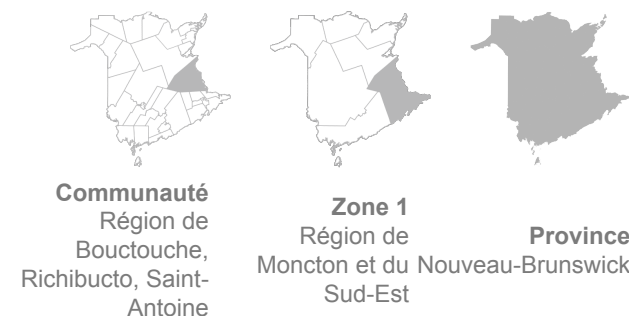 Communauté
Région de
Bouctouche,
Richibucto, Saint-
Antoine
Zone 1
Région de
Moncton et du
Sud-Est
Province
Nouveau-Brunswick